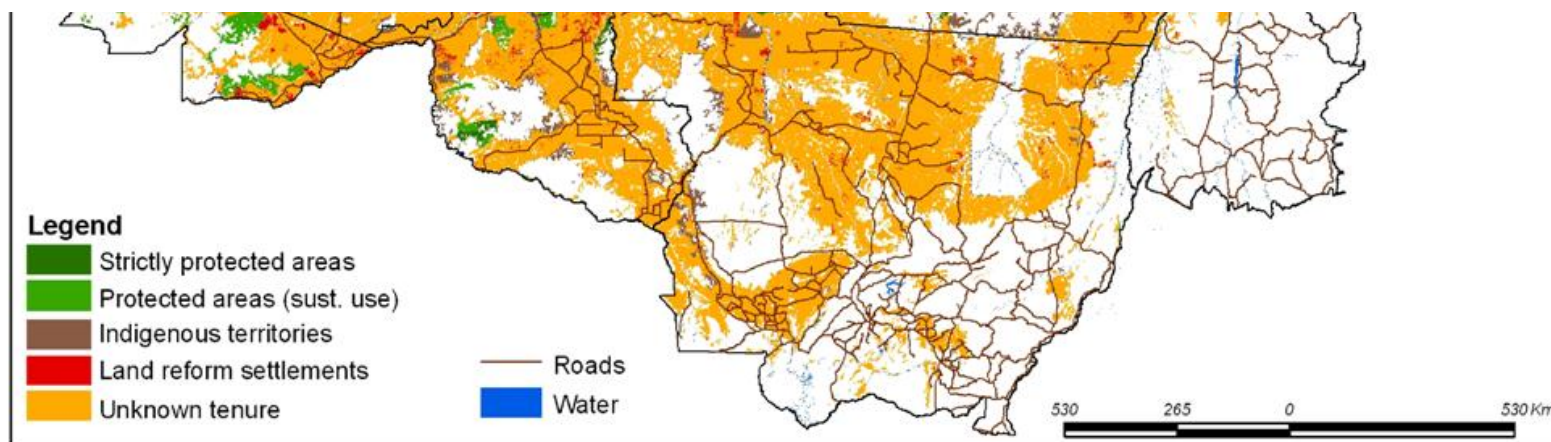 Legend
Strictly protected areas
Protected areas (sust. use)
Indigenous territories
Land reform settlements
Unknown tenure
Roads
Water
530 265 0 530 Km